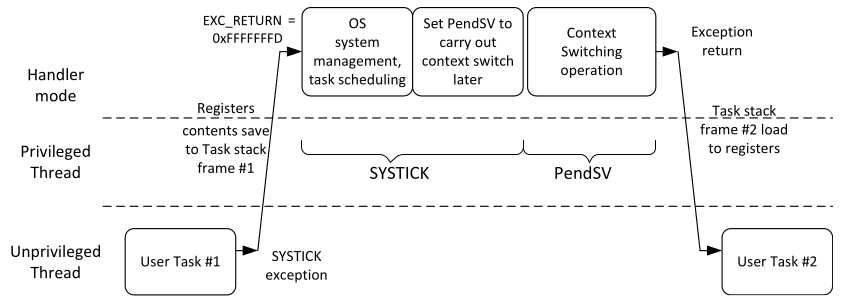 EXC_RETURN =
0xFFFFFFFD
OS
system
management,
task scheduling
Set PendSV to
carry out
context switch
later
Context
Switching
operation
Exception
return
Handler
mode
Registers
contents save
to Task stack
frame #1
Task stack
frame #2 load
to registers
Privileged
Thread
SYSTICK
PendSV
Unprivileged
Thread
User Task #1
SYSTICK
exception
User Task #2